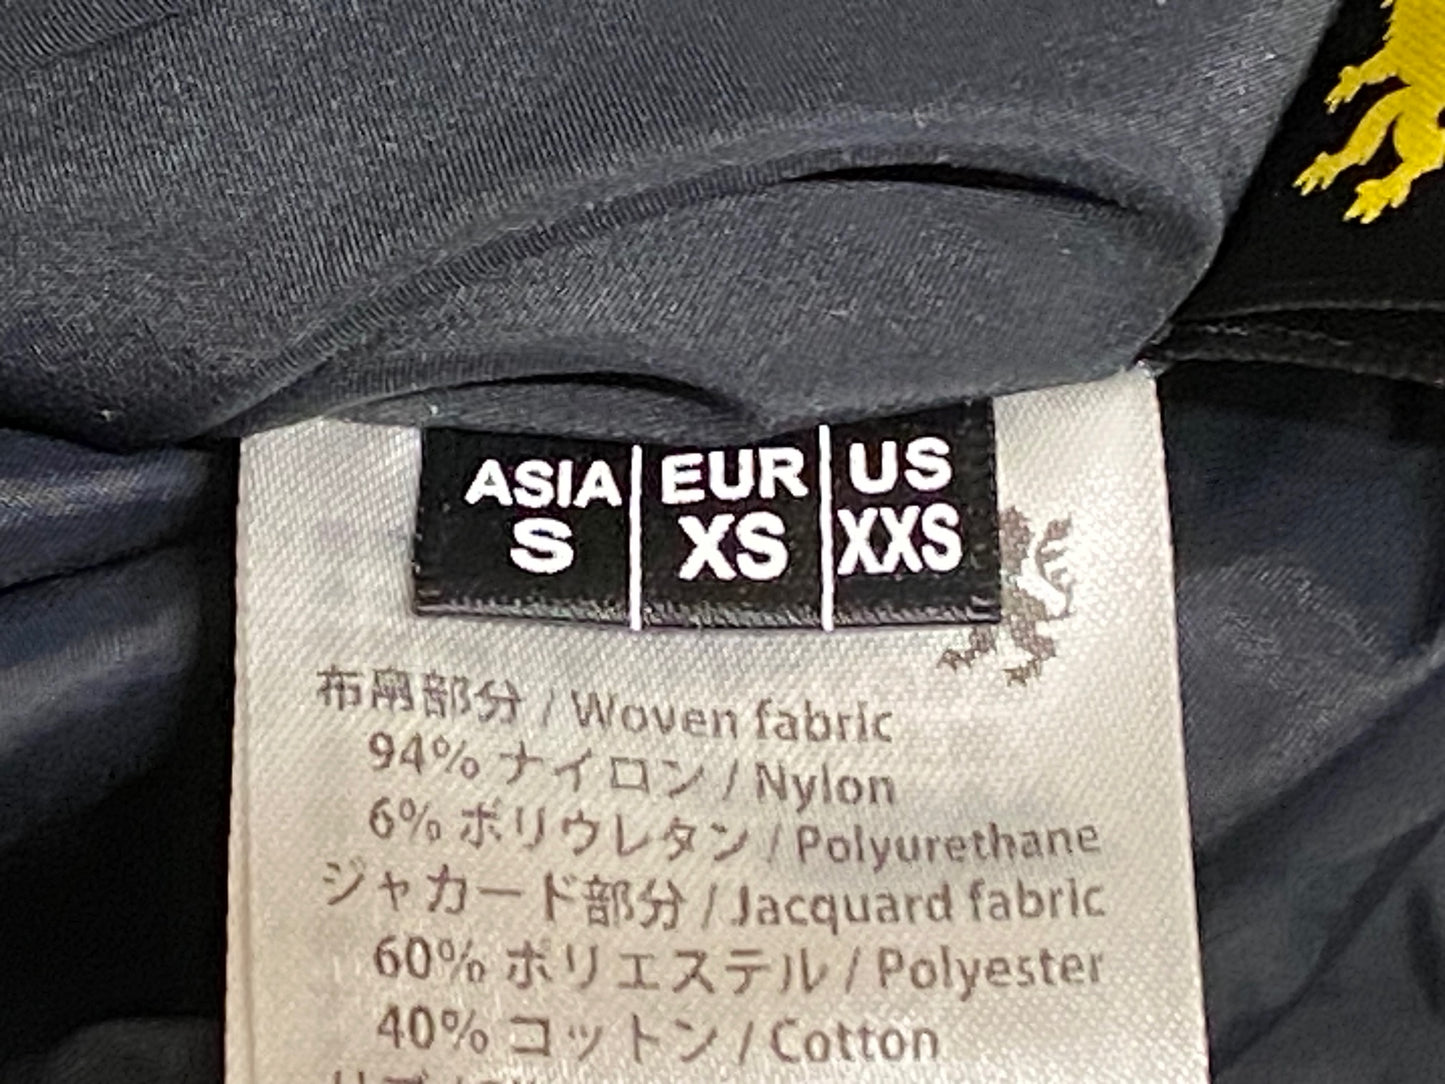 ASIA EUR US
S XS XXS
布帛部分 / Woven fabric
94% ナイロン / Nylon
6% ポリウレタン / Polyurethane
ジャカード部分 / Jacquard fabric
60% ポリエステル / Polyester
40% コットン / Cotton